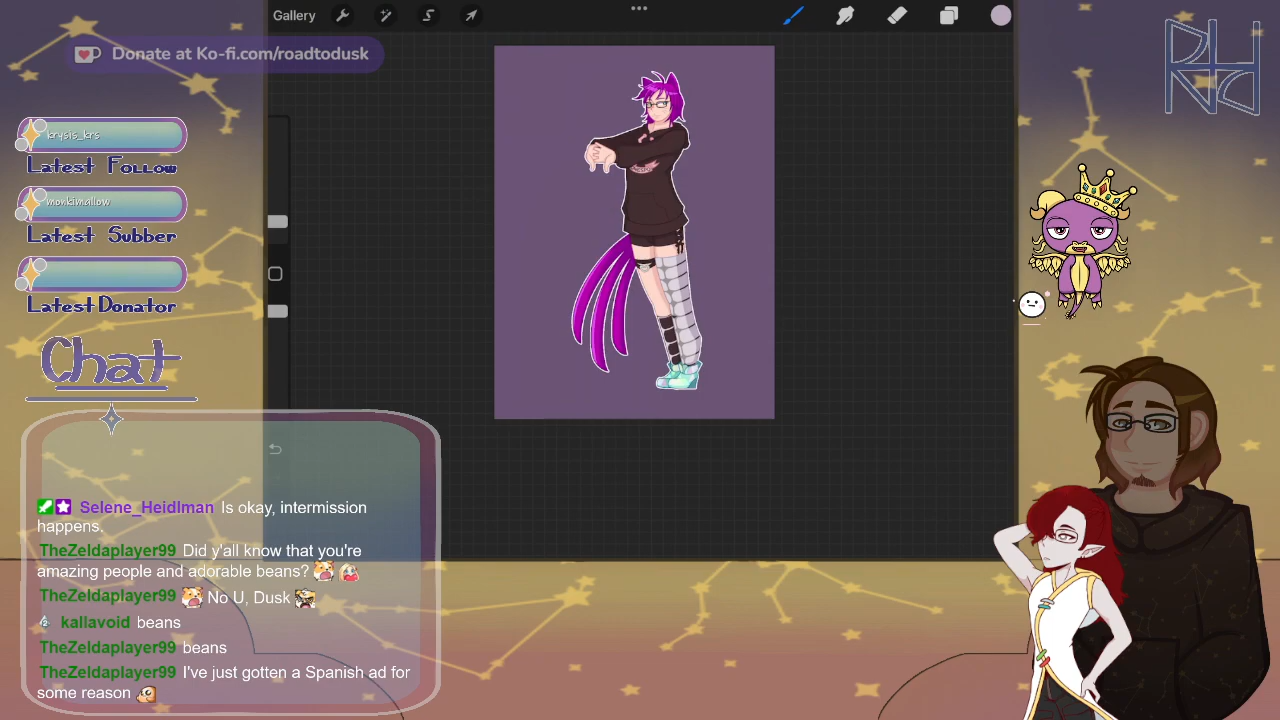 Gallery
Donate at Ko-fi.com/roadtodusk
krysis_krs
Latest Follow
monkimallow
Latest Subber
Latest Donator
Chat
Selene_Heidlman Is okay, intermission
happens.
TheZeldaplayer99 Did y'all know that you're
amazing people and adorable beans?
TheZeldaplayer99 No U, Dusk
kallavoid beans
TheZeldaplayer99 beans
TheZeldaplayer99 I've just gotten a Spanish ad for
some reason